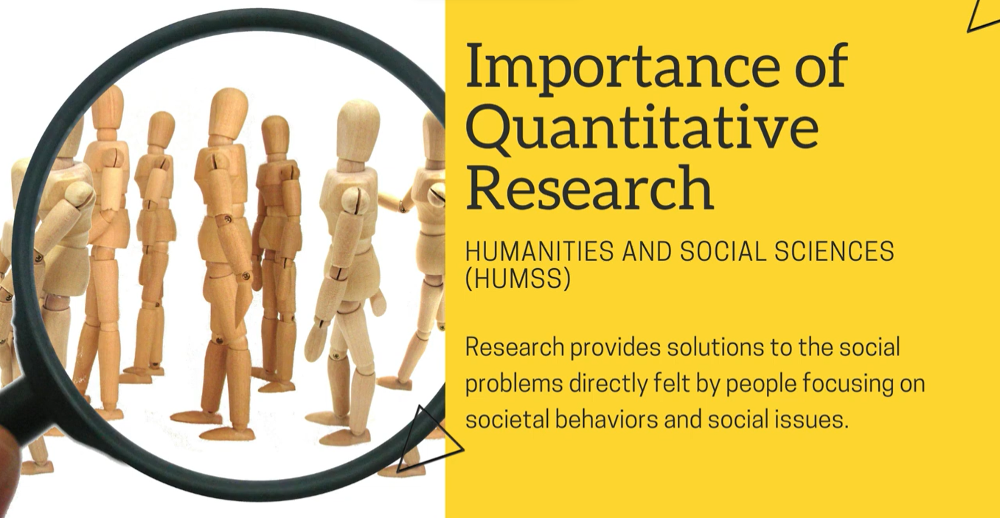 Importance of
Quantitative
Research
HUMANITIES AND SOCIAL SCIENCES
(HUMSS)
Research provides solutions to the social
problems directly felt by people focusing on
societal behaviors and social issues.